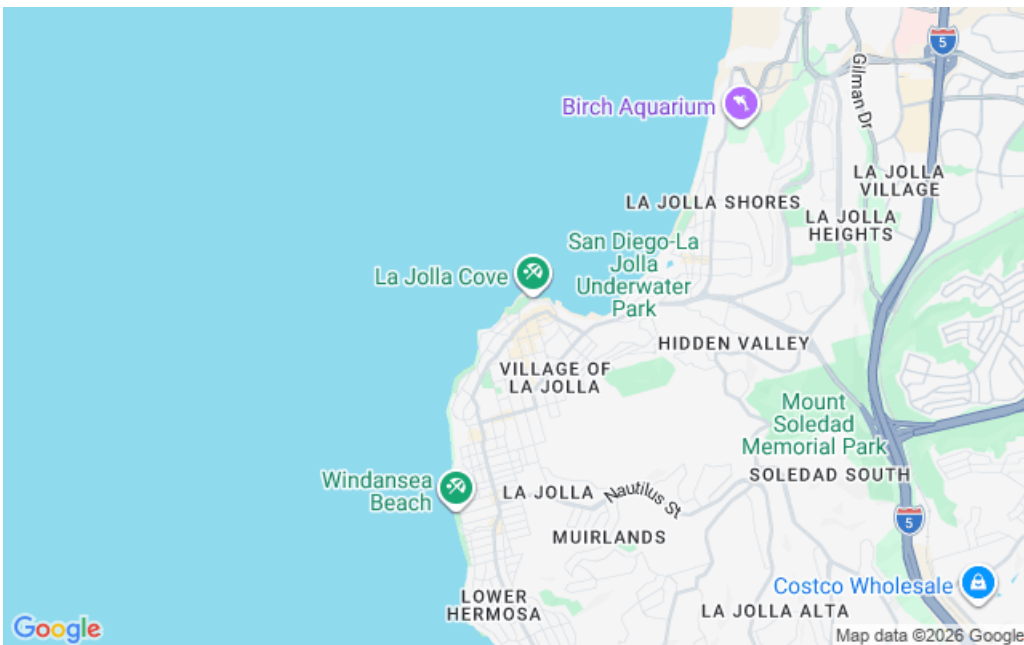 5
Gilman Dr
Birch Aquarium
LA JOLLA
VILLAGE
LA JOLLA SHORES
LA JOLLA
HEIGHTS
San Diego-La
Jolla
Underwater
Park
La Jolla Cove
HIDDEN VALLEY
VILLAGE OF
LA JOLLA
Mount
Soledad
Memorial Park
SOLEDAD SOUTH
Windansea
Beach
LA JOLLA
Nautilus St
5
MUIRLANDS
Costco Wholesale
LOWER
HERMOSA
LA JOLLA ALTA
Google
Map data ©2026 Google